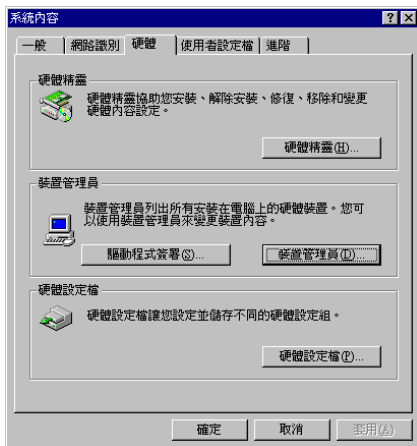 系統內容
一般 網路識別 硬體 使用者設定檔 進階
硬體精靈
硬體精靈協助您安裝、解除安裝、修復、移除和變更
硬體內容設定。
硬體精靈(H)...
裝置管理員
裝置管理員列出所有安裝在電腦上的硬體裝置。您可
以使用裝置管理員來變更裝置內容。
驅動程式簽署(S)... 裝置管理員(D)...
硬體設定檔
硬體設定檔讓您設定並儲存不同的硬體設定組。
硬體設定檔(P)...
確定 取消 套用(A)